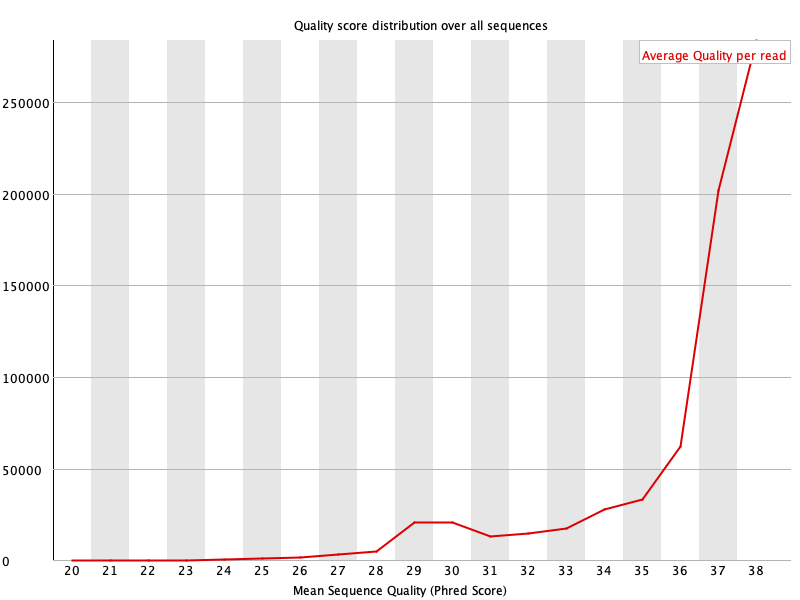 Quality score distribution over all sequences
Average Quality per read
250000
200000
150000
100000
50000
0
20 21 22 23 24 25 26 27 28 29 30 31 32 33 34 35 36 37 38
Mean Sequence Quality (Phred Score)